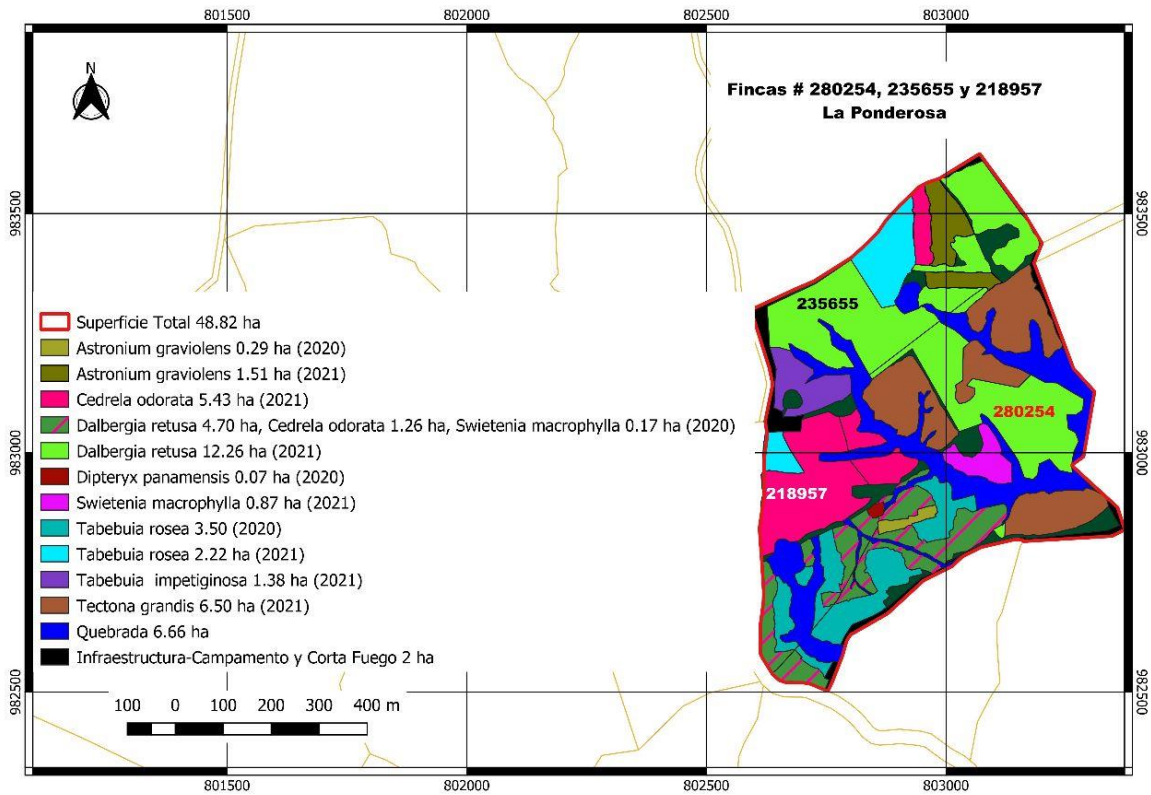 801500 802000 802500 803000
N
Fincas # 280254, 235655 y 218957
La Ponderosa
983500 983500
235655
280254
983000 983000
218957
Superficie Total 48.82 ha
Astronium graviolens 0.29 ha (2020)
Astronium graviolens 1.51 ha (2021)
Cedrela odorata 5.43 ha (2021)
Dalbergia retusa 4.70 ha, Cedrela odorata 1.26 ha, Swietenia macrophylla 0.17 ha (2020)
Dalbergia retusa 12.26 ha (2021)
Dipteryx panamensis 0.07 ha (2020)
Swietenia macrophylla 0.87 ha (2021)
Tabebuia rosea 3.50 (2020)
Tabebuia rosea 2.22 ha (2021)
Tabebuia impetiginosa 1.38 ha (2021)
Tectona grandis 6.50 ha (2021)
Quebrada 6.66 ha
Infraestructura-Campamento y Corta Fuego 2 ha
982500 982500
100 0 100 200 300 400 m
801500 802000 802500 803000